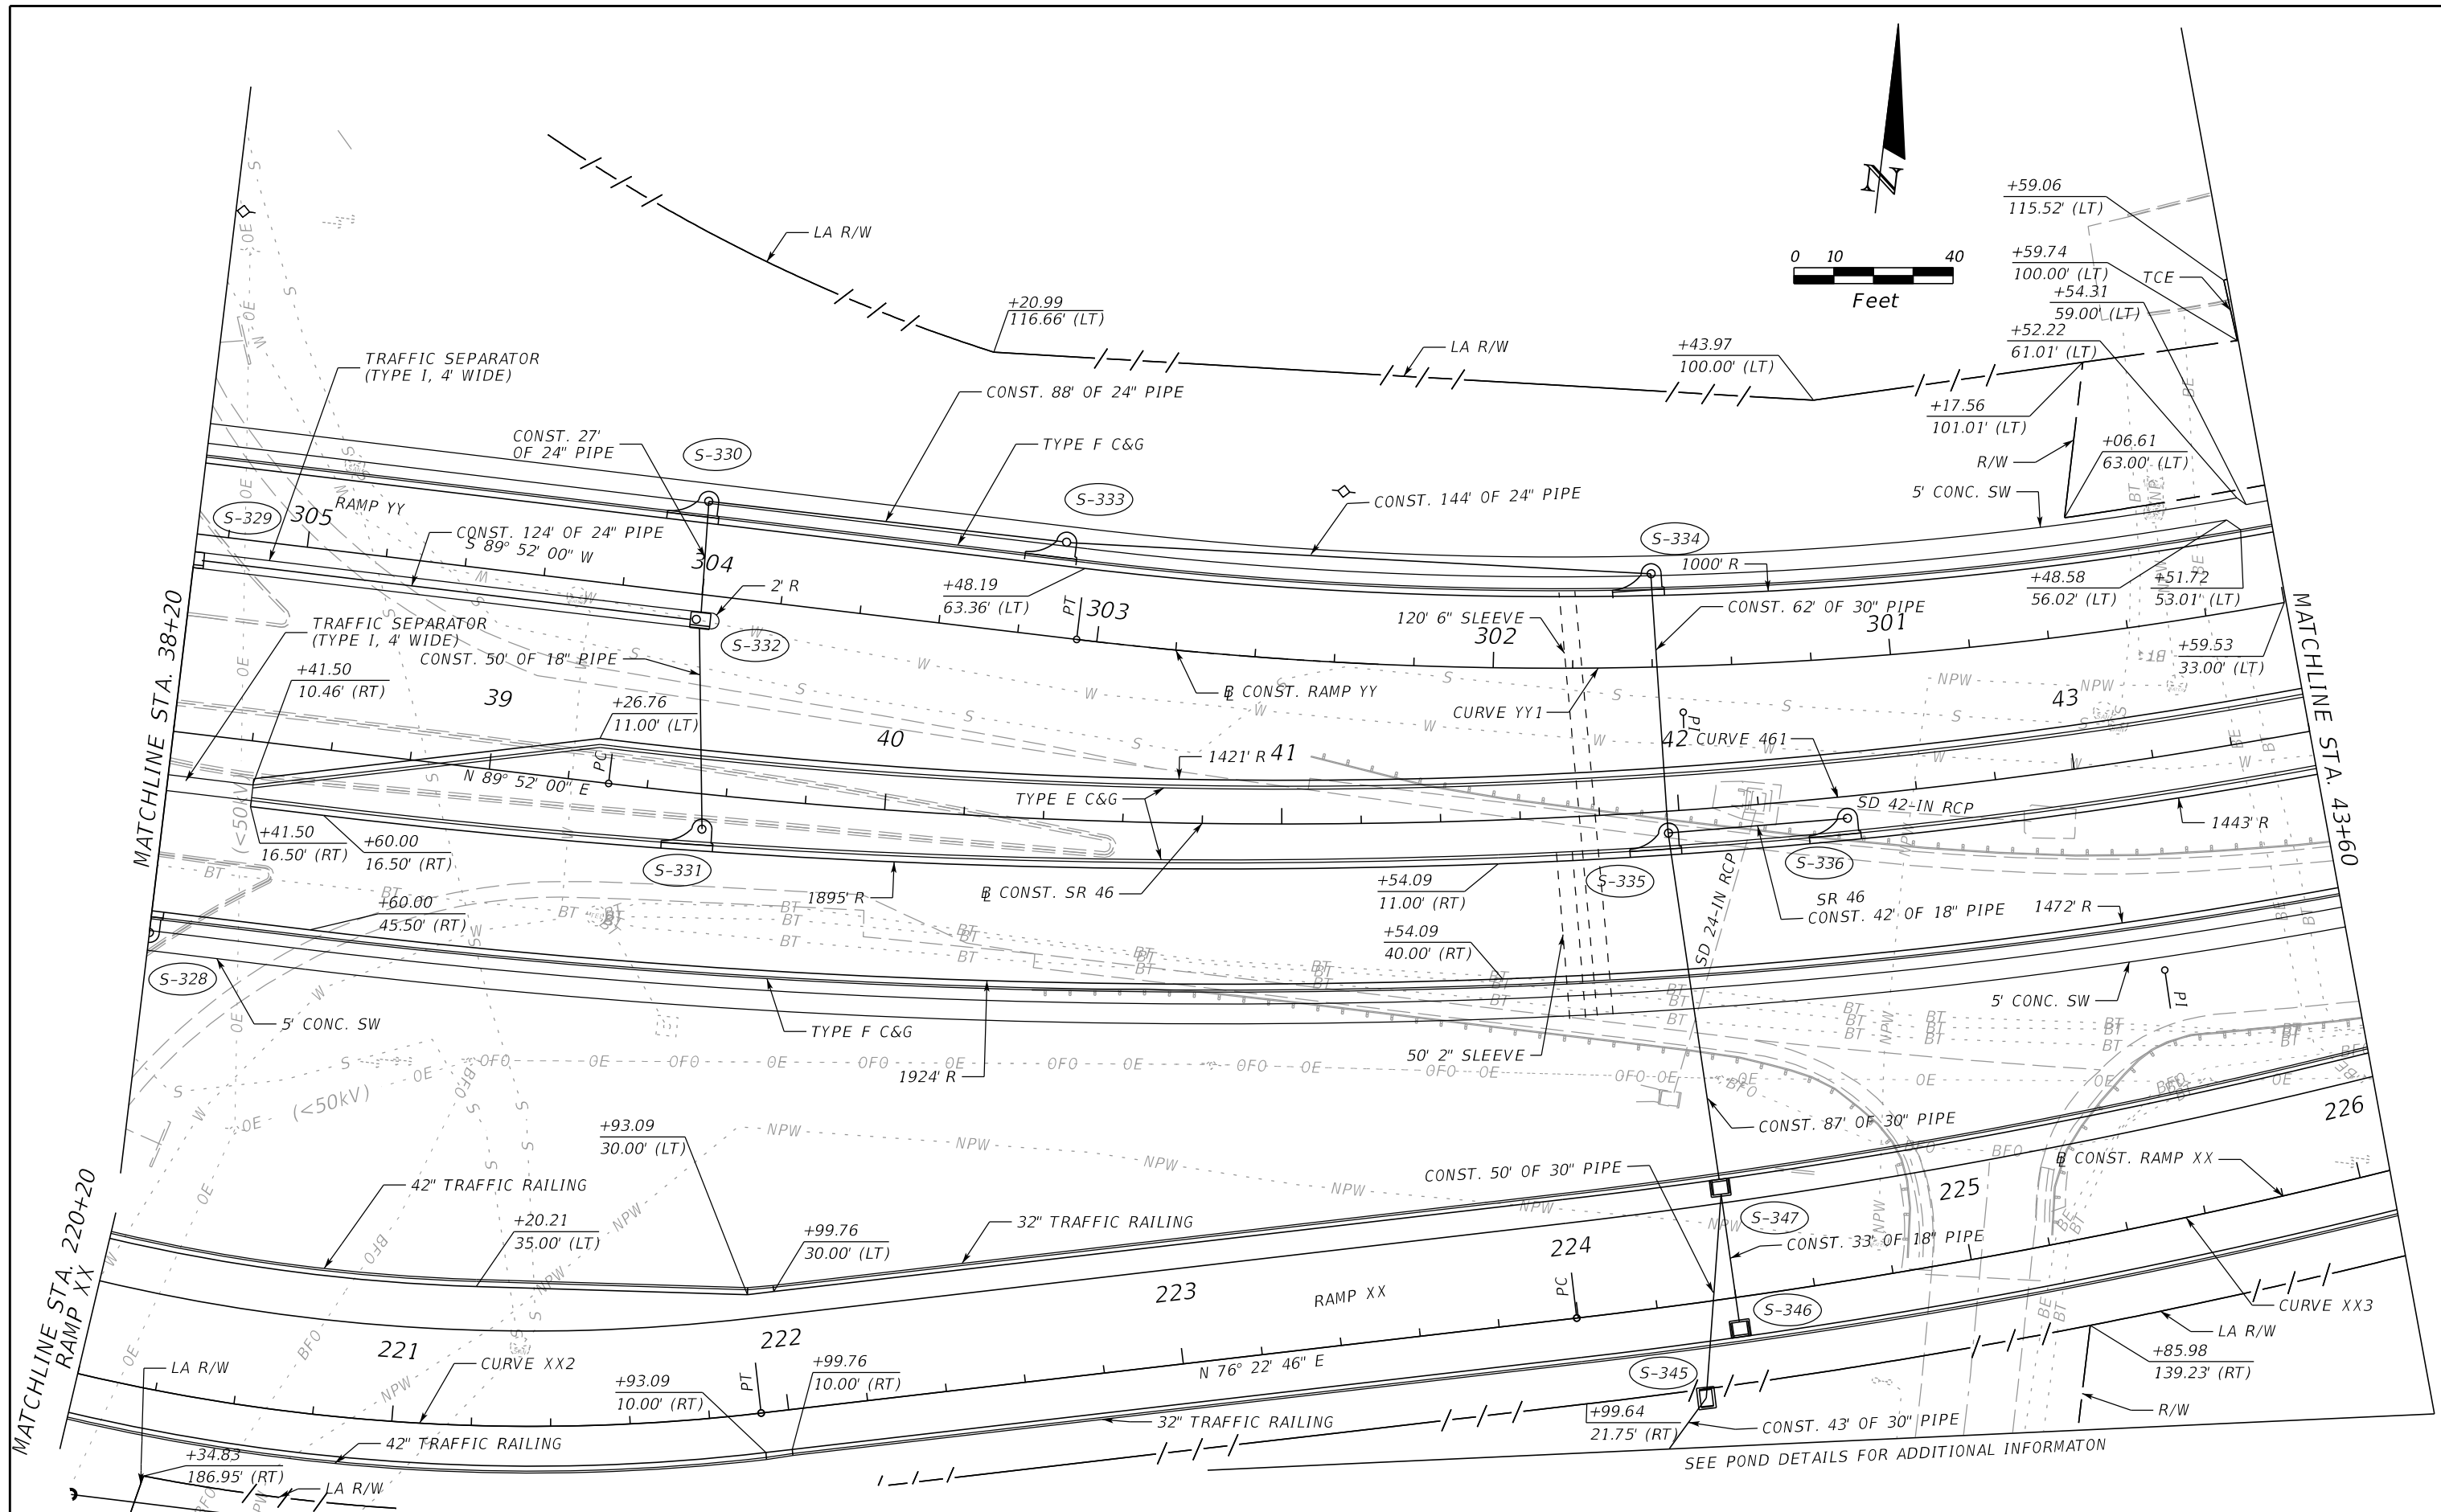 N
0 10 40
Feet
LA R/W
+20.99
116.66' (LT)
LA R/W
+43.97
100.00' (LT)
+59.06
115.52' (LT)
+59.74
100.00' (LT)
TCE
+54.31
59.00' (LT)
+52.22
61.01' (LT)
+17.56
101.01' (LT)
R/W
+06.61
63.00' (LT)
5' CONC. SW
TRAFFIC SEPARATOR
(TYPE I, 4' WIDE)
CONST. 27'
OF 24" PIPE
S-330
CONST. 88' OF 24" PIPE
TYPE F C&G
S-333
CONST. 144' OF 24" PIPE
S-334
1000' R
S-329
305
RAMP YY
CONST. 124' OF 24" PIPE
S 89° 52' 00" W
304
2' R
S-332
+48.19
63.36' (LT)
PT
303
120' 6" SLEEVE
302
CONST. 62' OF 30" PIPE
301
+48.58
56.02' (LT)
+51.72
53.01' (LT)
+59.53
33.00' (LT)
MATCHLINE STA. 38+20
MATCHLINE STA. 43+60
TRAFFIC SEPARATOR
(TYPE I, 4' WIDE)
CONST. 50' OF 18" PIPE
+41.50
10.46' (RT)
39
+26.76
11.00' (LT)
BL CONST. RAMP YY
CURVE YY1
PI
43
40
41
42
CURVE 461
1421' R
N 89° 52' 00" E
PC
TYPE E C&G
SD 42-IN RCP
1443' R
+41.50
16.50' (RT)
+60.00
16.50' (RT)
S-331
1895' R
BL CONST. SR 46
+54.09
11.00' (RT)
S-335
S-336
SR 46
CONST. 42' OF 18" PIPE
1472' R
+60.00
45.50' (RT)
+54.09
40.00' (RT)
SD 24-IN RCP
S-328
5' CONC. SW
TYPE F C&G
1924' R
50' 2" SLEEVE
5' CONC. SW
PI
(<50kV)
(<50kV)
CONST. 87' OF 30" PIPE
226
+93.09
30.00' (LT)
CONST. 50' OF 30" PIPE
BL CONST. RAMP XX
225
42" TRAFFIC RAILING
+20.21
35.00' (LT)
+99.76
30.00' (LT)
32" TRAFFIC RAILING
S-347
CONST. 33' OF 18" PIPE
224
PC
MATCHLINE STA. 220+20
RAMP XX
223
RAMP XX
S-346
CURVE XX3
LA R/W
221
222
CURVE XX2
LA R/W
PT
+93.09
10.00' (RT)
+99.76
10.00' (RT)
N 76° 22' 46" E
S-345
+85.98
139.23' (RT)
R/W
32" TRAFFIC RAILING
+99.64
21.75' (RT)
CONST. 43' OF 30" PIPE
42" TRAFFIC RAILING
+34.83
186.95' (RT)
LA R/W
SEE POND DETAILS FOR ADDITIONAL INFORMATON